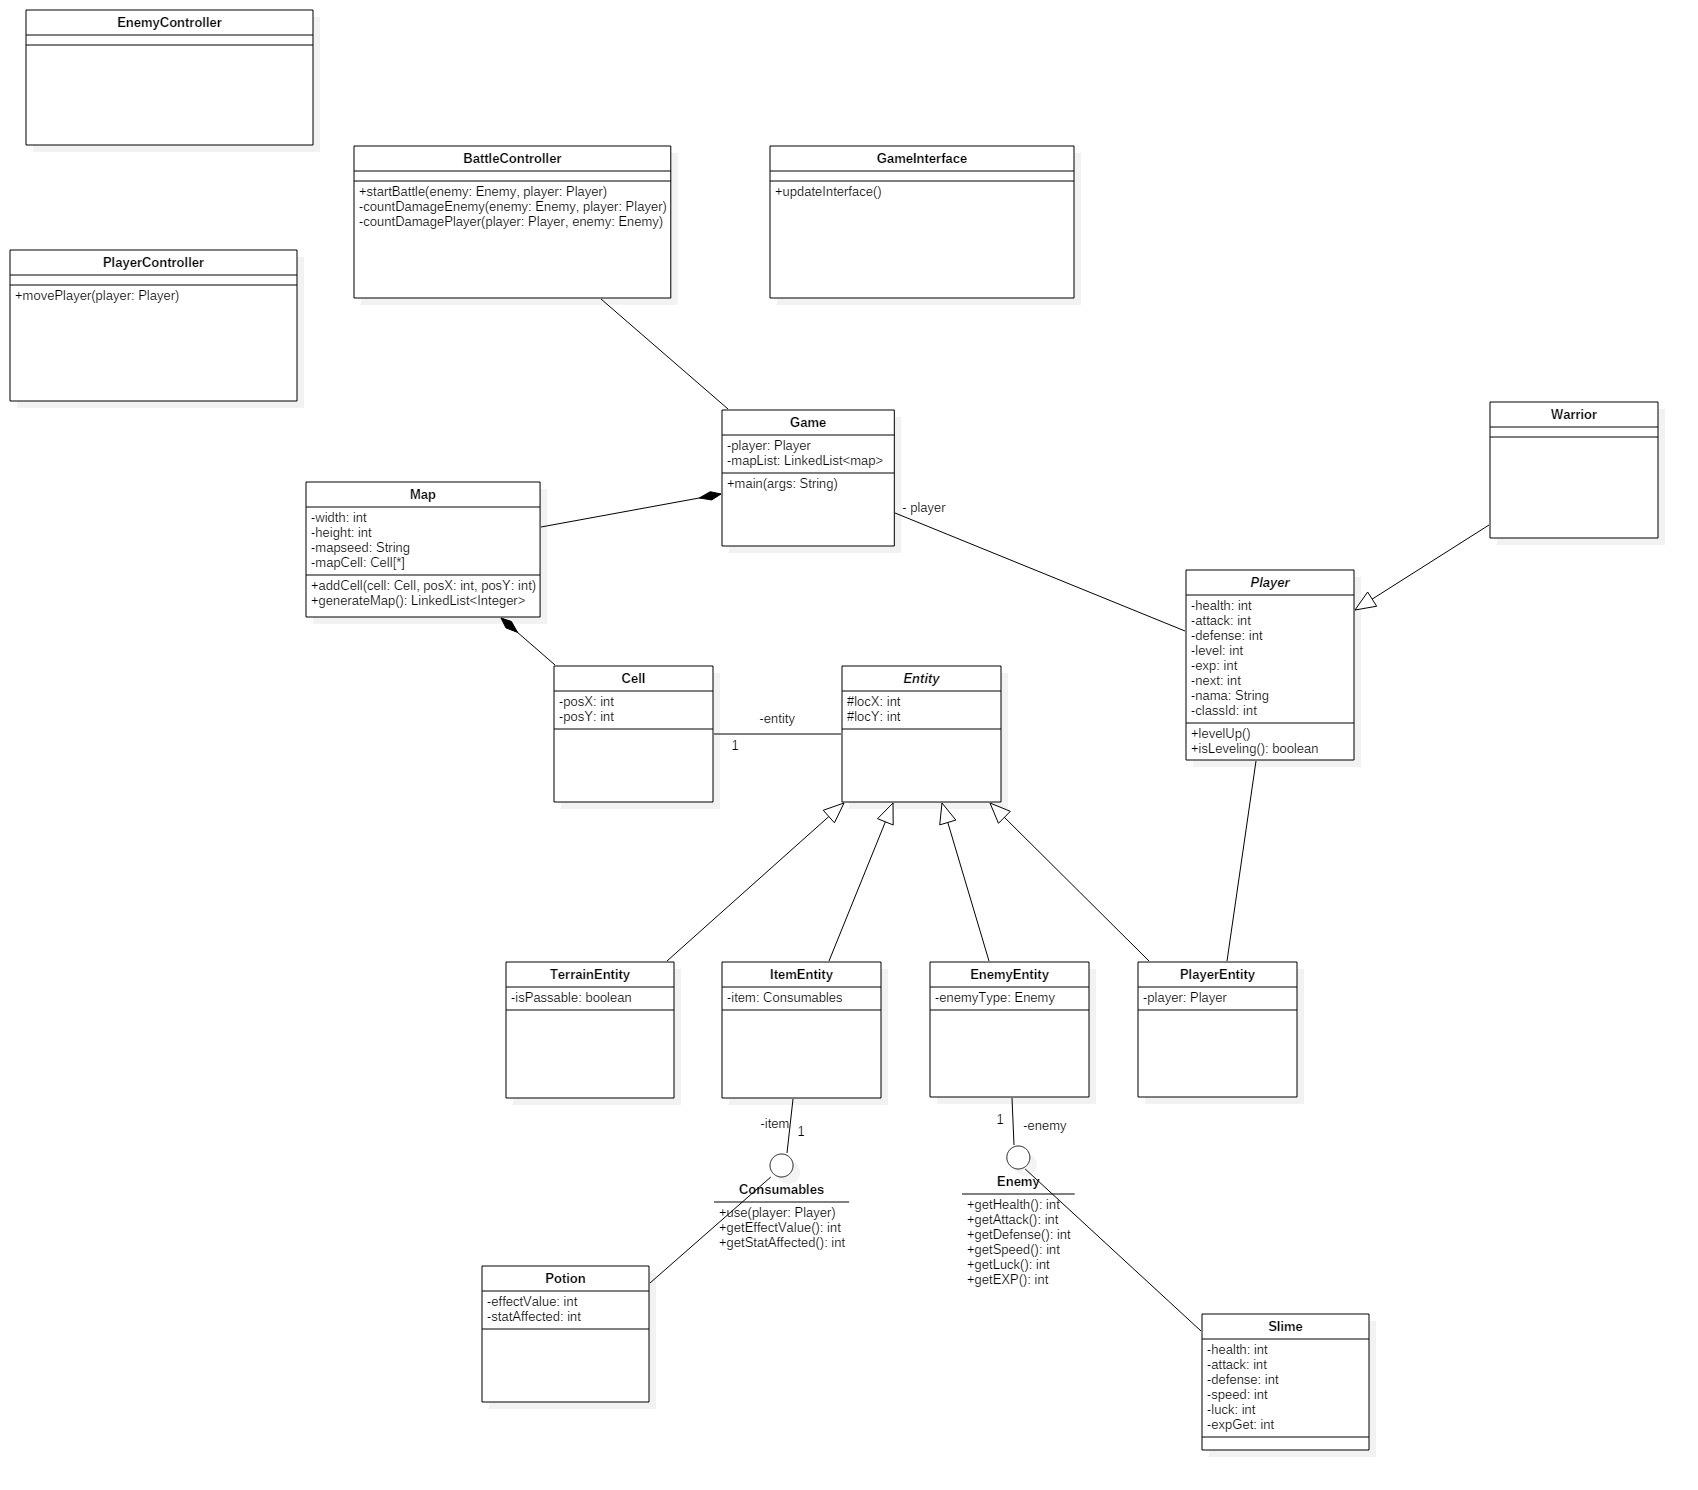 EnemyController
BattleController
+startBattle(enemy: Enemy, player: Player)
-countDamageEnemy(enemy: Enemy, player: Player)
-countDamagePlayer(player: Player, enemy: Enemy)
GameInterface
+updateInterface()
PlayerController
+movePlayer(player: Player)
Game
-player: Player
-mapList: LinkedList<map>
+main(args: String)
Warrior
Map
-width: int
-height: int
-mapseed: String
-mapCell: Cell[*]
+addCell(cell: Cell, posX: int, posY: int)
+generateMap(): LinkedList<Integer>
- player
Player
-health: int
-attack: int
-defense: int
-level: int
-exp: int
-next: int
-nama: String
-classId: int
+levelUp()
+isLeveling(): boolean
Cell
-posX: int
-posY: int
-entity
1
Entity
#locX: int
#locY: int
TerrainEntity
-isPassable: boolean
ItemEntity
-item: Consumables
EnemyEntity
-enemyType: Enemy
PlayerEntity
-player: Player
-item
1
1
-enemy
Consumables
+use(player: Player)
+getEffectValue(): int
+getStatAffected(): int
Enemy
+getHealth(): int
+getAttack(): int
+getDefense(): int
+getSpeed(): int
+getLuck(): int
+getEXP(): int
Potion
-effectValue: int
-statAffected: int
Slime
-health: int
-attack: int
-defense: int
-speed: int
-luck: int
-expGet: int